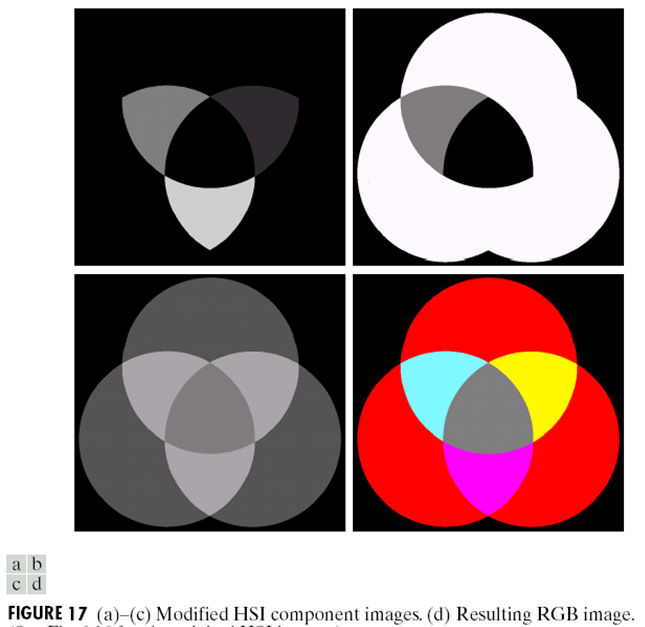 a b
c d
FIGURE 17 (a)–(c) Modified HSI component images. (d) Resulting RGB image.